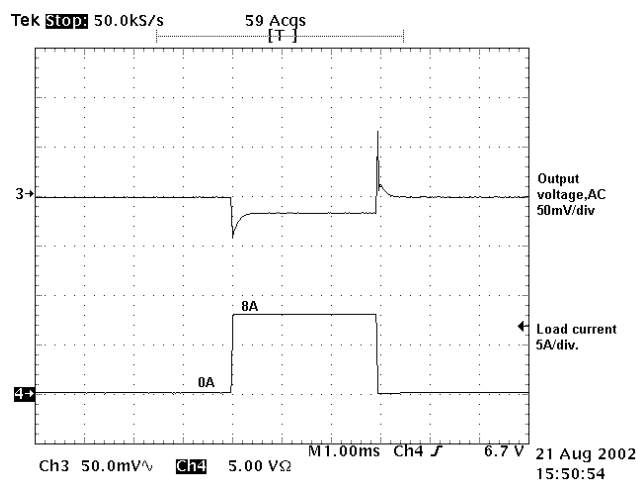 Tek Stop: 50.0kS/s 59 Acqs
[T ]
3→
Output
voltage,AC
50mV/div
8A
Load current
5A/div.
0A
4→
M1.00ms Ch4 ƒ 6.7 V
Ch3 50.0mV∿ Ch4 5.00 VΩ
21 Aug 2002
15:50:54